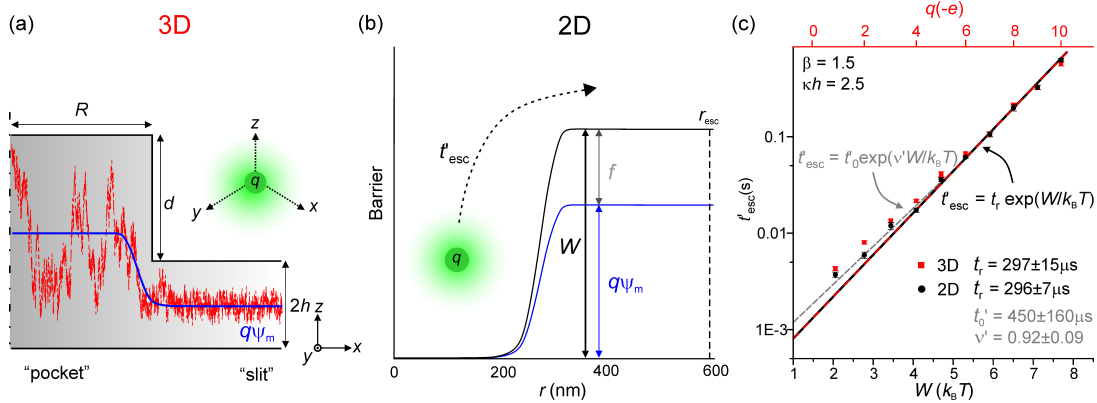 (a)
3D
R
d
z
q
y
x
2h
qψm
z
y
x
"pocket"
"slit"
(b)
2D
Barrier
t'esc
q
resc
f
W
qψm
0
200
400
600
r (nm)
(c)
q(-e)
0
2
4
6
8
10
β = 1.5
κh = 2.5
t'esc = t'0exp(ν'W/kBT)
t'esc = tr exp(W/kBT)
t'esc(s)
0.1
0.01
1E-3
3D tr = 297±15μs
2D tr = 296±7μs
t0' = 450±160μs
ν' = 0.92±0.09
1 2 3 4 5 6 7 8
W (kBT)